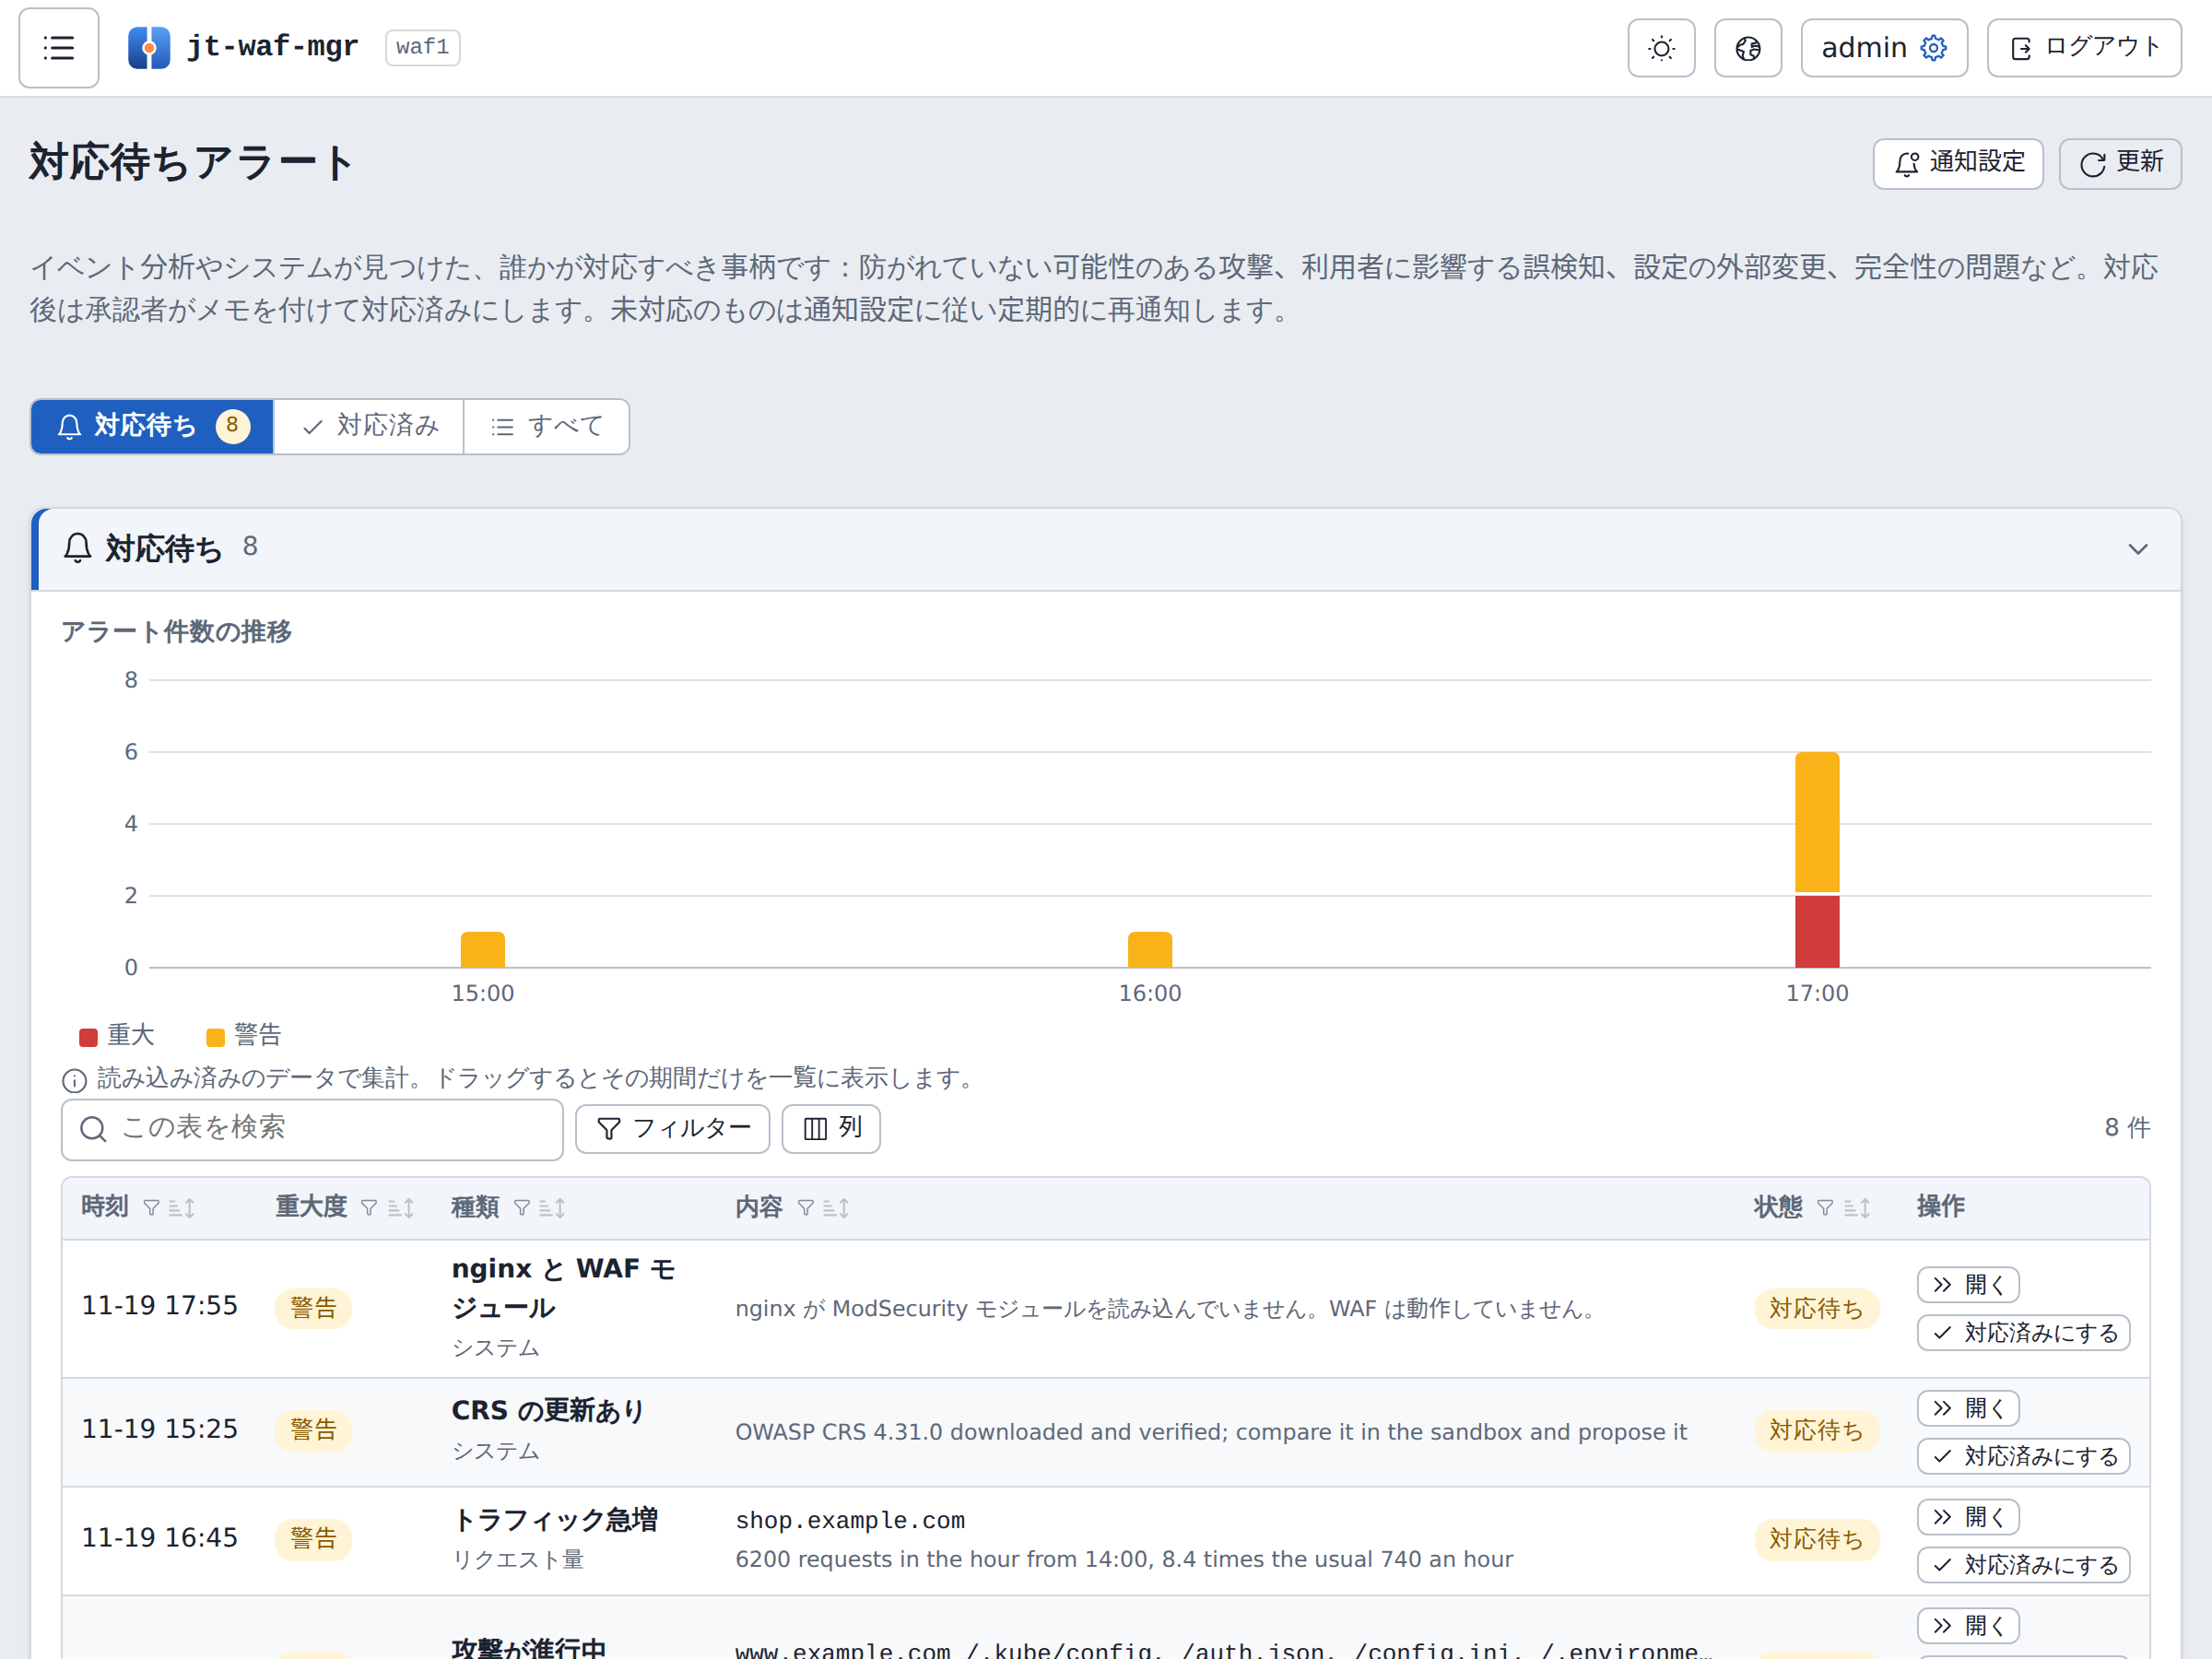 jt-waf-mgr waf1 admin ログアウト
対応待ちアラート 通知設定 更新
イベント分析やシステムが見つけた、誰かが対応すべき事柄です：防がれていない可能性のある攻撃、利用者に影響する誤検知、設定の外部変更、完全性の問題など。対応
後は承認者がメモを付けて対応済みにします。未対応のものは通知設定に従い定期的に再通知します。
対応待ち 8 対応済み すべて
対応待ち 8
アラート件数の推移
8
6
4
2
0
15:00 16:00 17:00
重大 警告
読み込み済みのデータで集計。ドラッグするとその期間だけを一覧に表示します。
この表を検索 フィルター 列 8 件
時刻 重大度 種類 内容 状態 操作
11-19 17:55 警告 nginx と WAF モ
ジュール
システム
nginx が ModSecurity モジュールを読み込んでいません。WAF は動作していません。 対応待ち 開く
対応済みにする
11-19 15:25 警告 CRS の更新あり
システム
OWASP CRS 4.31.0 downloaded and verified; compare it in the sandbox and propose it 対応待ち 開く
対応済みにする
11-19 16:45 警告 トラフィック急増
リクエスト量
shop.example.com
6200 requests in the hour from 14:00, 8.4 times the usual 740 an hour 対応待ち 開く
対応済みにする
攻撃が進行中 www.example.com /.kube/config, /auth.json, /config.ini, /.environme… 開く